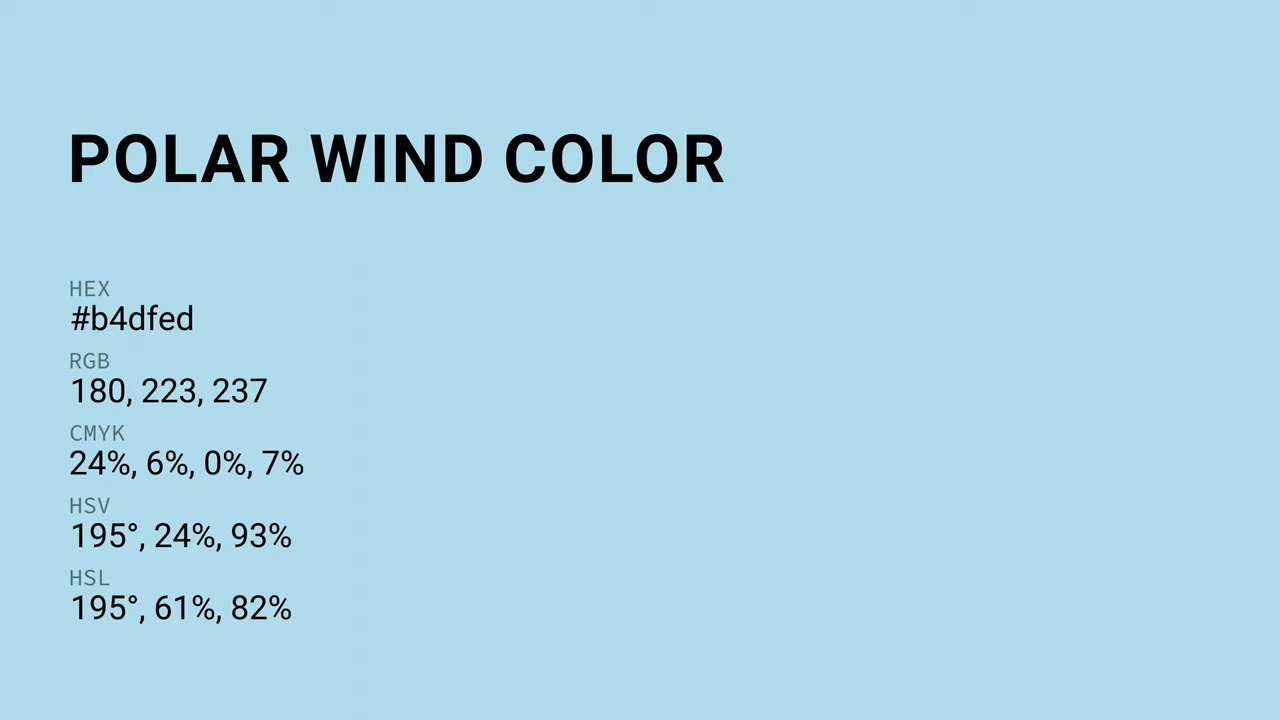 POLAR WIND COLOR
HEX
#b4dfed
RGB
180, 223, 237
CMYK
24%, 6%, 0%, 7%
HSV
195°, 24%, 93%
HSL
195°, 61%, 82%